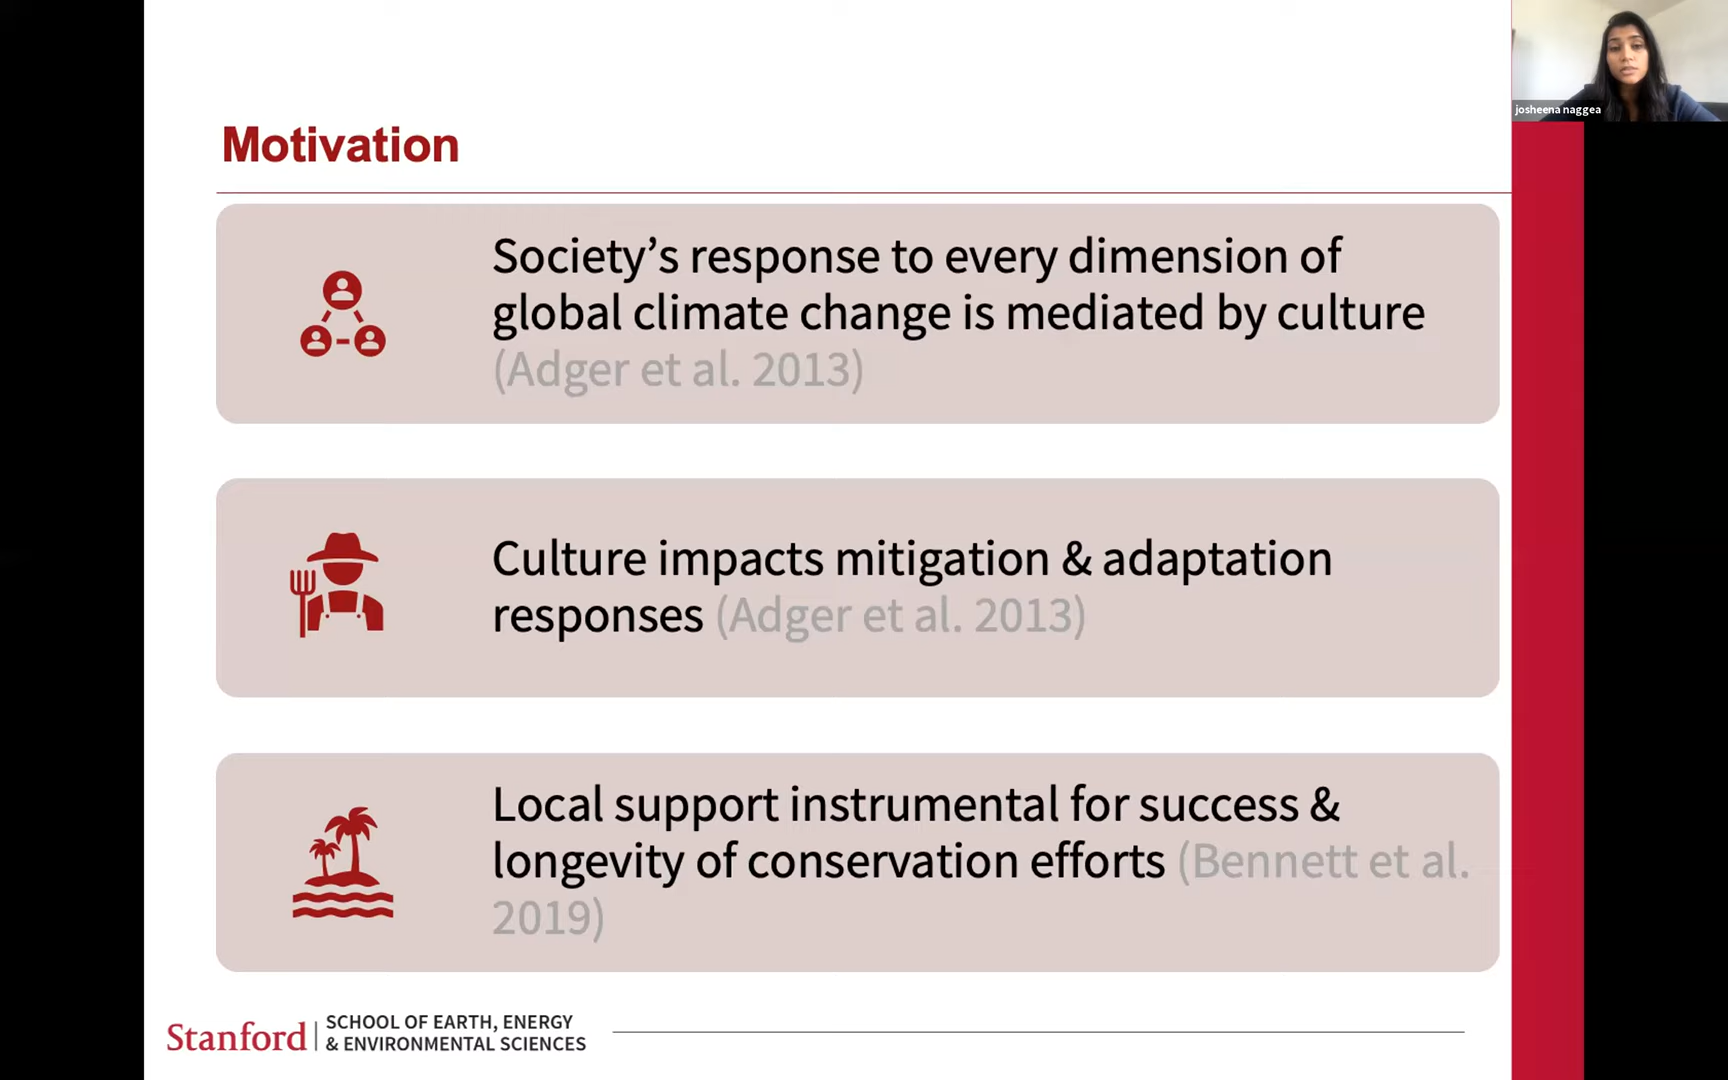 josheena naggea
Motivation
Society’s response to every dimension of
global climate change is mediated by culture
(Adger et al. 2013)
Culture impacts mitigation & adaptation
responses (Adger et al. 2013)
Local support instrumental for success &
longevity of conservation efforts (Bennett et al.
2019)
Stanford
SCHOOL OF EARTH, ENERGY
& ENVIRONMENTAL SCIENCES